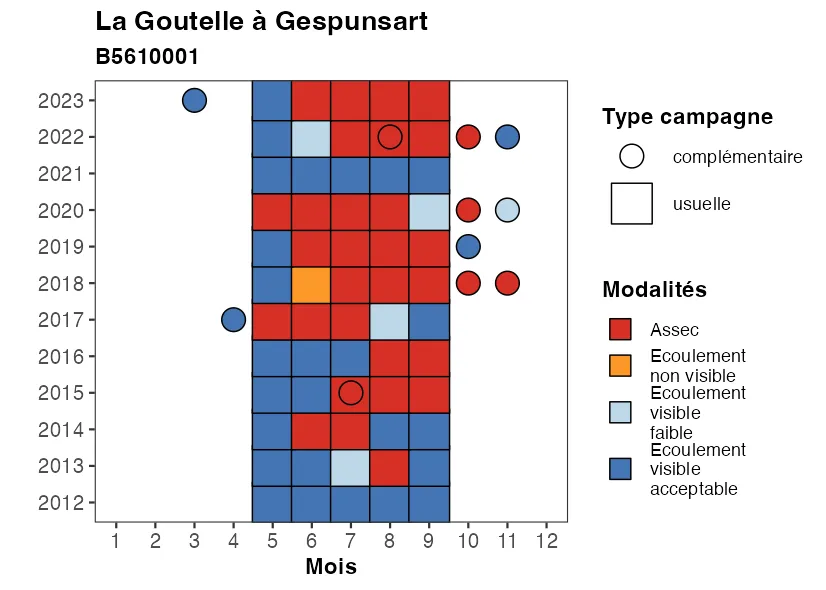 La Goutelle à Gespunsart
B5610001
2023
2022
2021
2020
2019
2018
2017
2016
2015
2014
2013
2012
1 2 3 4 5 6 7 8 9 10 11 12
Mois
Type campagne
complémentaire
usuelle
Modalités
Assec
Ecoulement
non visible
Ecoulement
visible
faible
Ecoulement
visible
acceptable